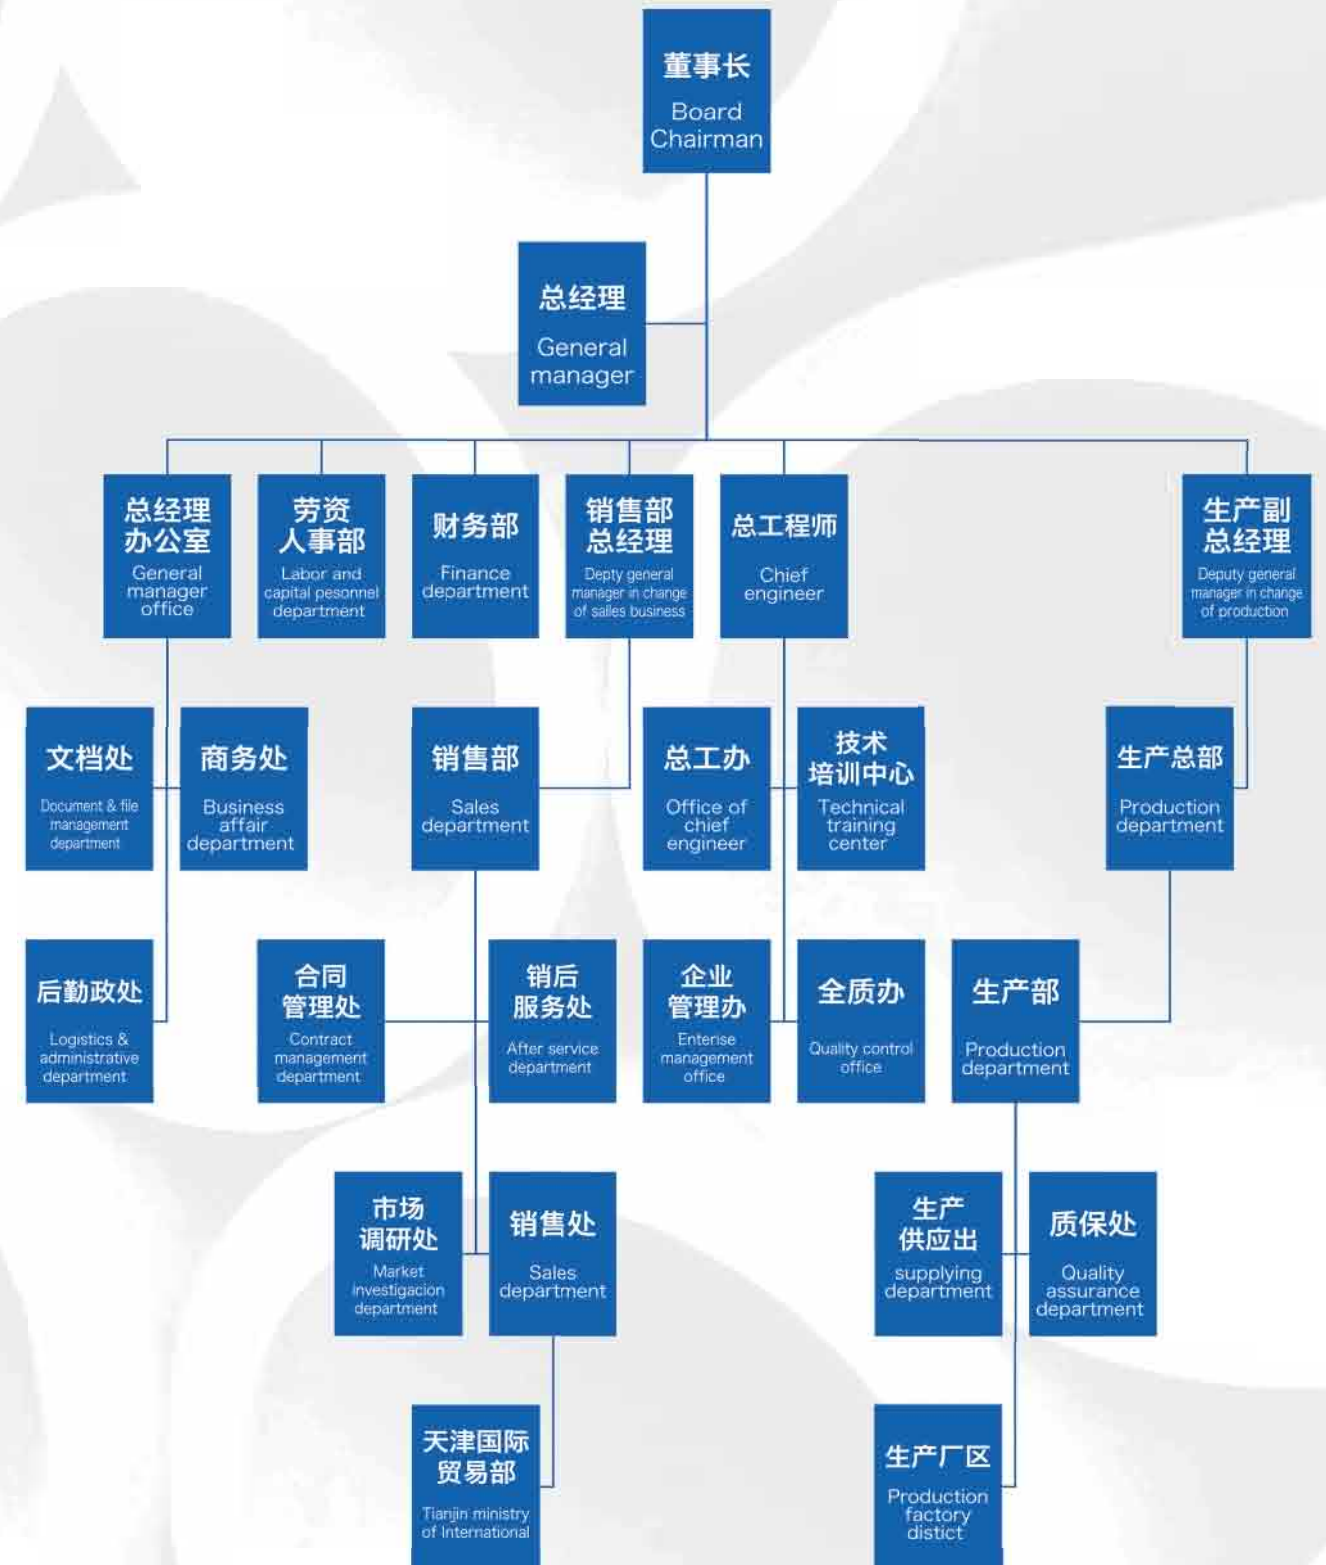 董事长
Board
Chairman
总经理
General
manager
总经理
办公室
General
manager
office
劳资
人事部
Labor and
capital pesonnel
department
财务部
Finance
department
销售部
总经理
Depty general
manager in change
of salles business
总工程师
Chief
engineer
生产副
总经理
Deputy general
manager in change
of production
文档处
Document & file
management
department
商务处
Business
affair
department
销售部
Sales
department
总工办
Office of
chief
engineer
技术
培训中心
Technical
training
center
生产总部
Production
department
后勤政处
Logistics &
administrative
department
合同
管理处
Contract
management
department
销后
服务处
After service
department
企业
管理办
Enterise
management
office
全质办
Quality control
office
生产部
Production
department
市场
调研处
Market
investigacion
department
销售处
Sales
department
生产
供应出
supplying
department
质保处
Quality
assurance
department
天津国际
贸易部
Tianjin ministry
of International
生产厂区
Production
factory
distict